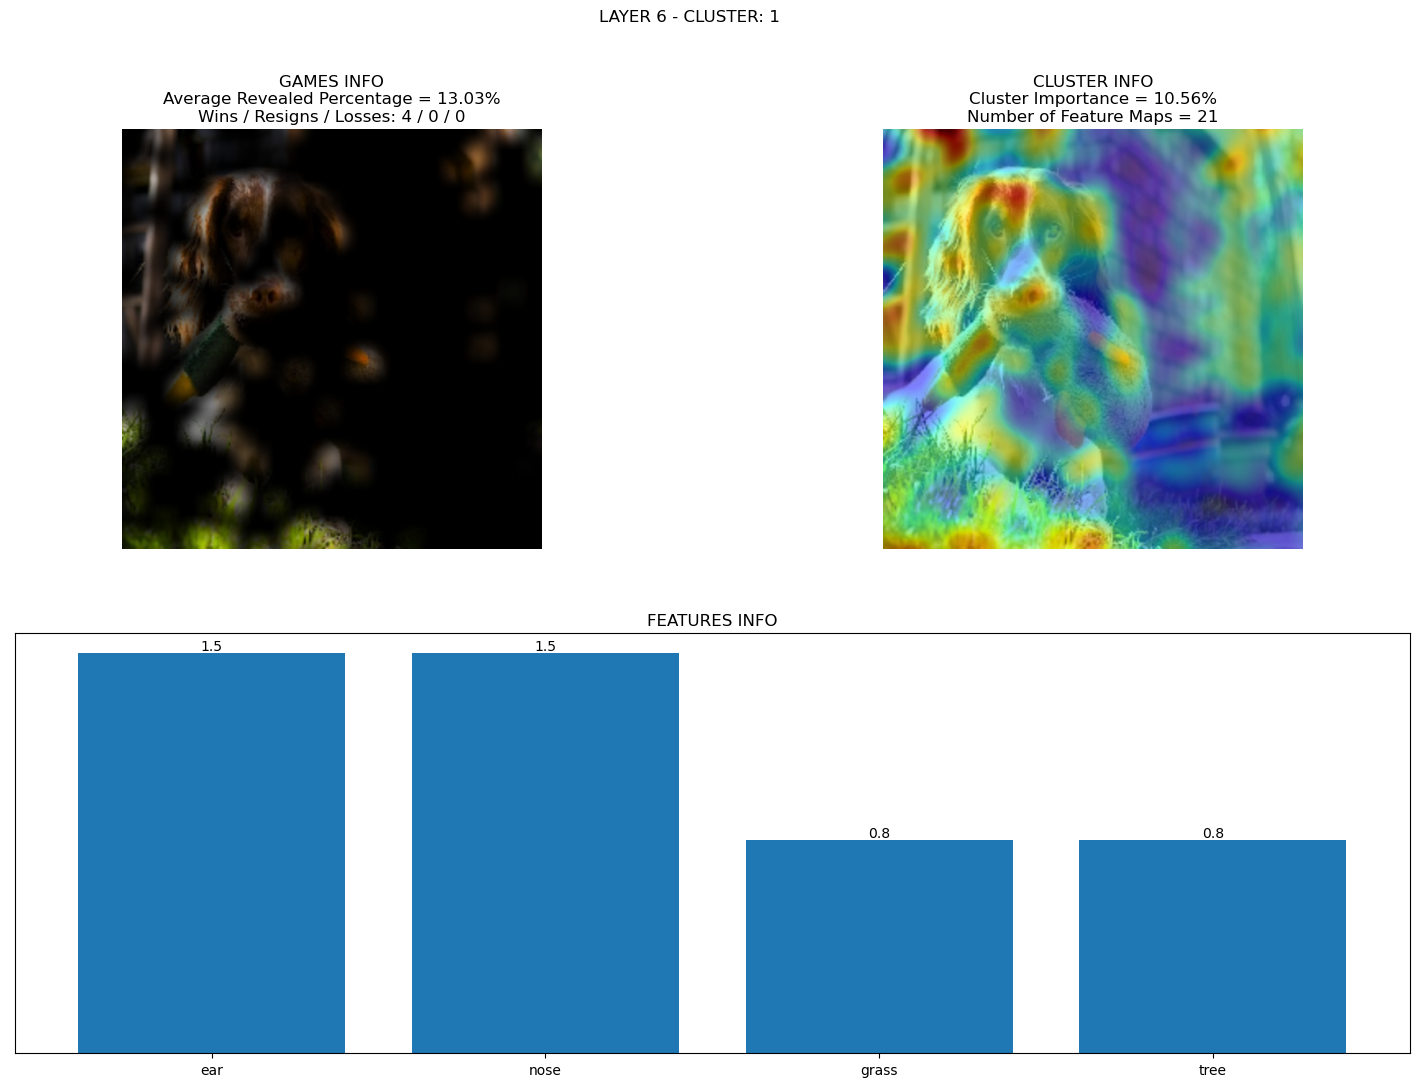 LAYER 6 - CLUSTER: 1
GAMES INFO
Average Revealed Percentage = 13.03%
Wins / Resigns / Losses: 4 / 0 / 0
CLUSTER INFO
Cluster Importance = 10.56%
Number of Feature Maps = 21
FEATURES INFO
1.5
1.5
0.8
0.8
ear
nose
grass
tree